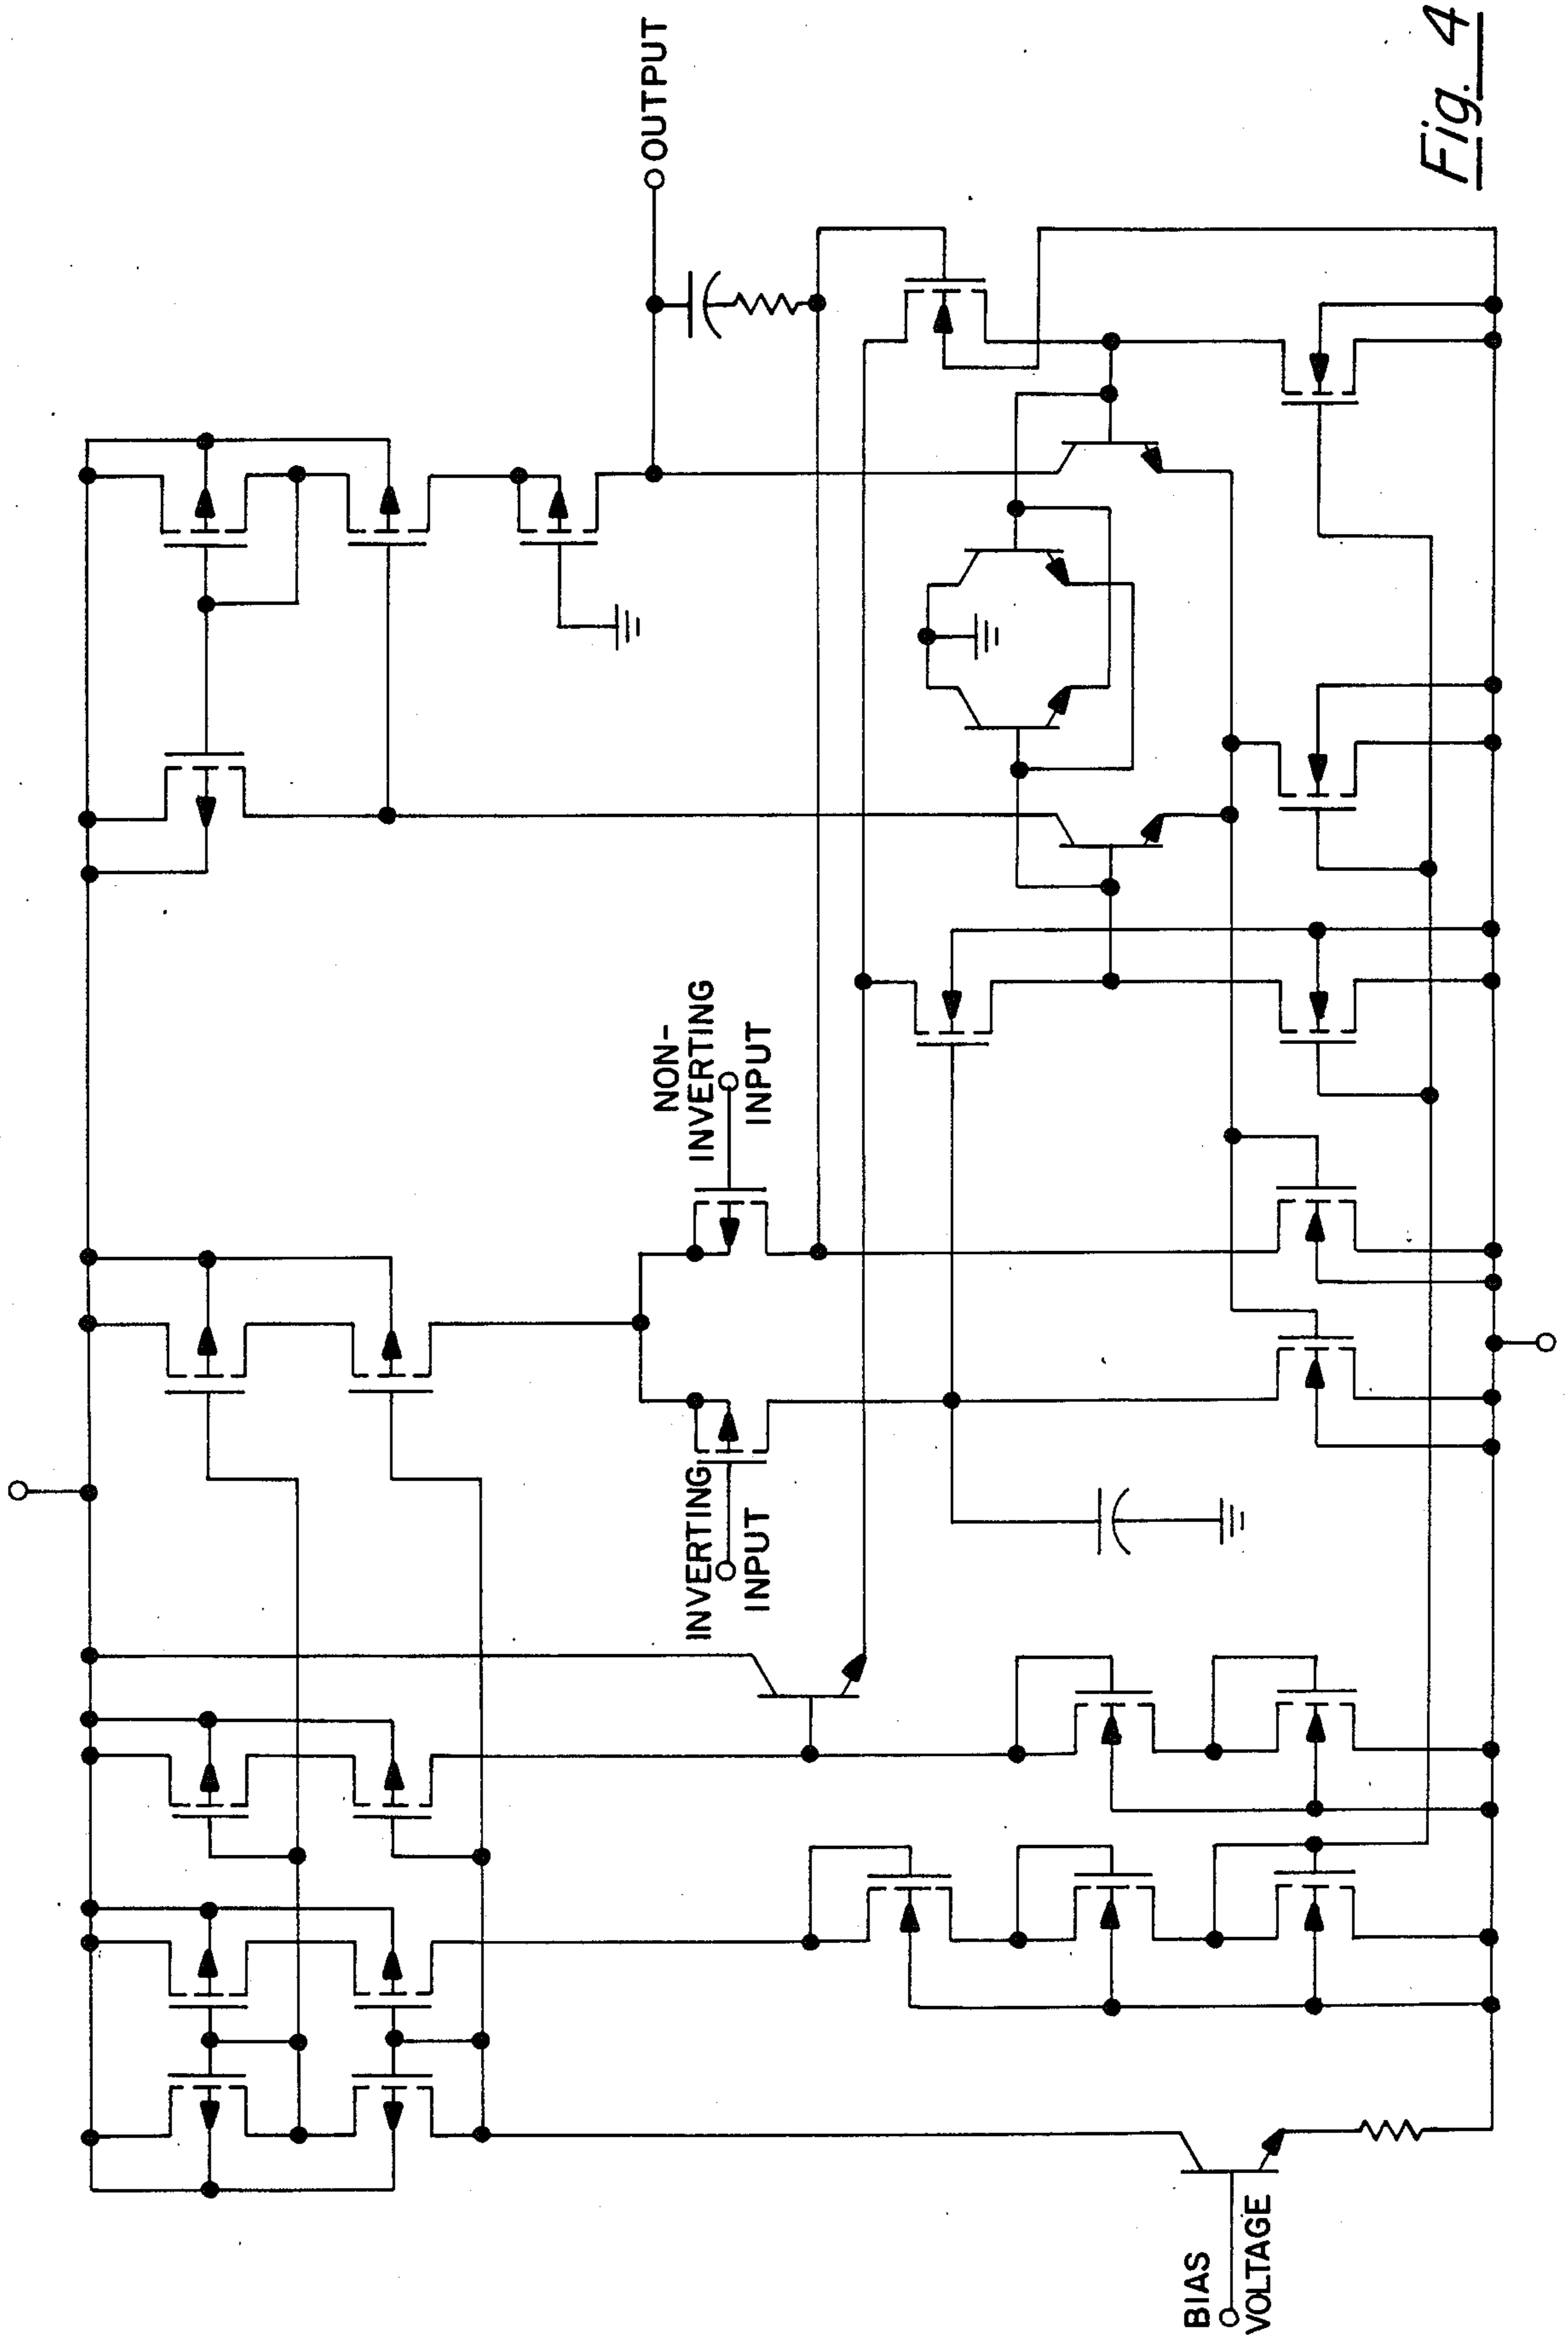 BIAS
VOLTAGE
INVERTING
INPUT
NON-
INVERTING
INPUT
OUTPUT
Fig. 4